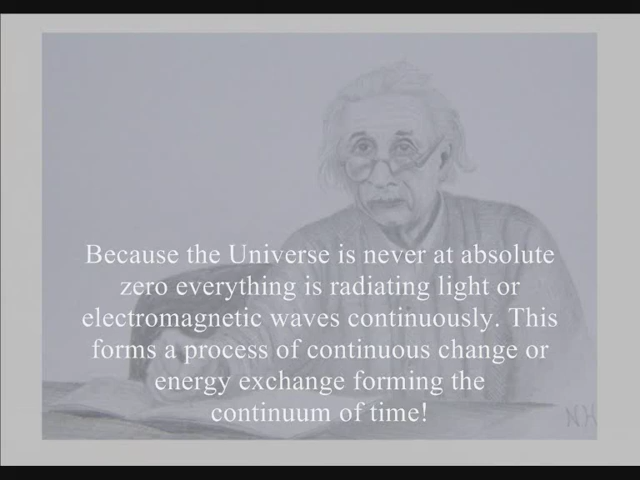 Because the Universe is never at absolute
zero everything is radiating light or
electromagnetic waves continuously. This
forms a process of continuous change or
energy exchange forming the
continuum of time!